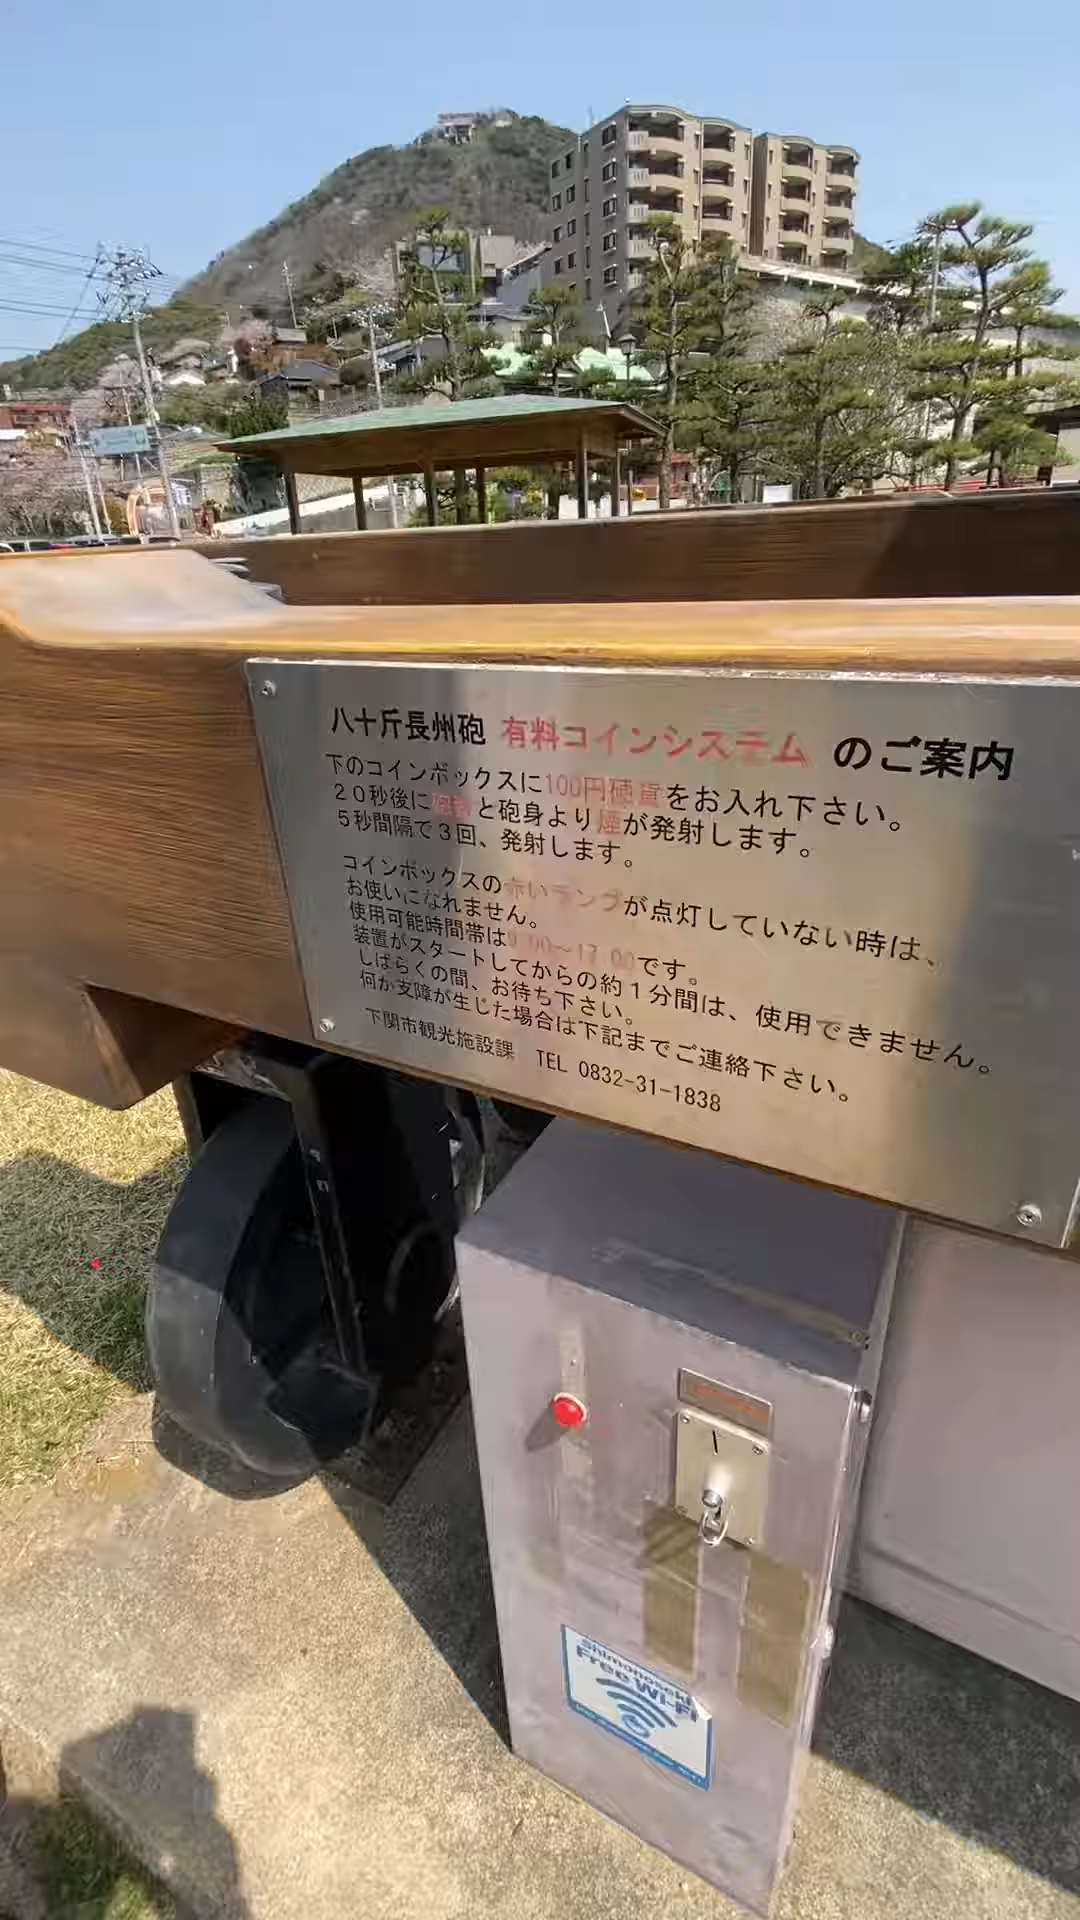 八十斤長州砲 有料コインシステム のご案内
下のコインボックスに100円硬貨をお入れ下さい。
20秒後に砲音と砲身より煙が発射します。
5秒間隔で3回、発射します。
コインボックスの赤いランプが点灯していない時は、
お使いになれません。
使用可能時間帯は9:00～17:00です。
装置がスタートしてからの約1分間は、使用できません。
しばらくの間、お待ち下さい。
何か支障が生じた場合は下記までご連絡下さい。
下関市観光施設課 TEL 0832-31-1838
Shimonoseki
Free Wi-Fi